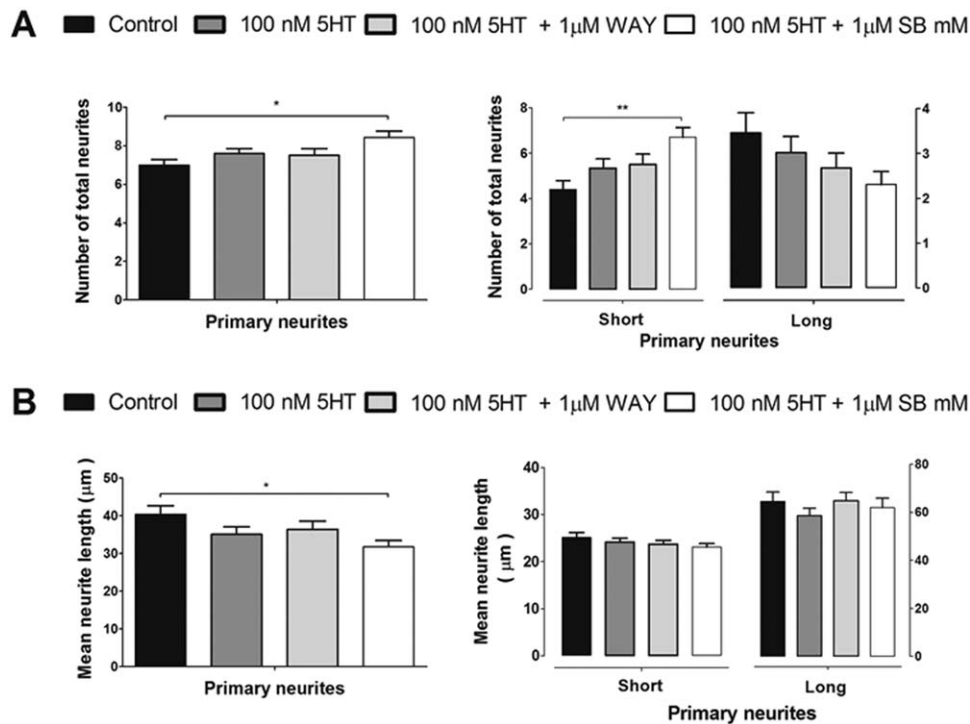 A Control 100 nM 5HT 100 nM 5HT + 1μM WAY 100 nM 5HT + 1μM SB mM
Number of total neurites
10
8
6
4
2
0
*
Primary neurites
Number of total neurites
8
6
4
2
0
**
4
3
2
1
0
Short Long
Primary neurites
B Control 100 nM 5HT 100 nM 5HT + 1μM WAY 100 nM 5HT + 1μM SB mM
Mean neurite length (μm)
50
40
30
20
10
0
*
Primary neurites
Mean neurite length
( μm )
40
30
20
10
0
80
60
40
20
0
Short Long
Primary neurites